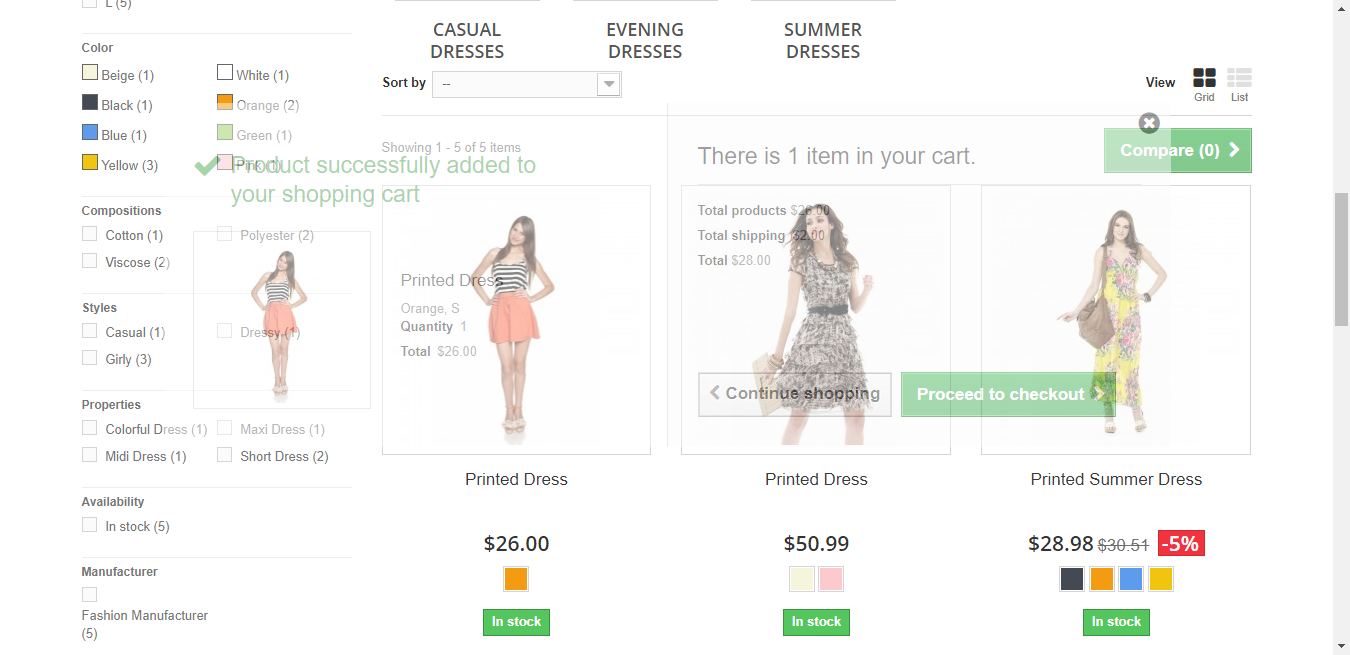 L (5)
Color
Beige (1)
White (1)
Black (1)
Orange (2)
Blue (1)
Green (1)
Yellow (3)
Pink (1)
Compositions
Cotton (1)
Polyester (2)
Viscose (2)
Styles
Casual (1)
Dressy (1)
Girly (3)
Properties
Colorful Dress (1)
Maxi Dress (1)
Midi Dress (1)
Short Dress (2)
Availability
In stock (5)
Manufacturer
Fashion Manufacturer
(5)
CASUAL
DRESSES
EVENING
DRESSES
SUMMER
DRESSES
Sort by
--
View
Grid
List
Showing 1 - 5 of 5 items
Compare (0)
Product successfully added to
your shopping cart
Printed Dress
Orange, S
Quantity 1
Total $26.00
There is 1 item in your cart.
Total products $26.00
Total shipping $2.00
Total $28.00
Continue shopping
Proceed to checkout
Printed Dress
$26.00
In stock
Printed Dress
$50.99
In stock
Printed Summer Dress
$28.98 $30.51 -5%
In stock